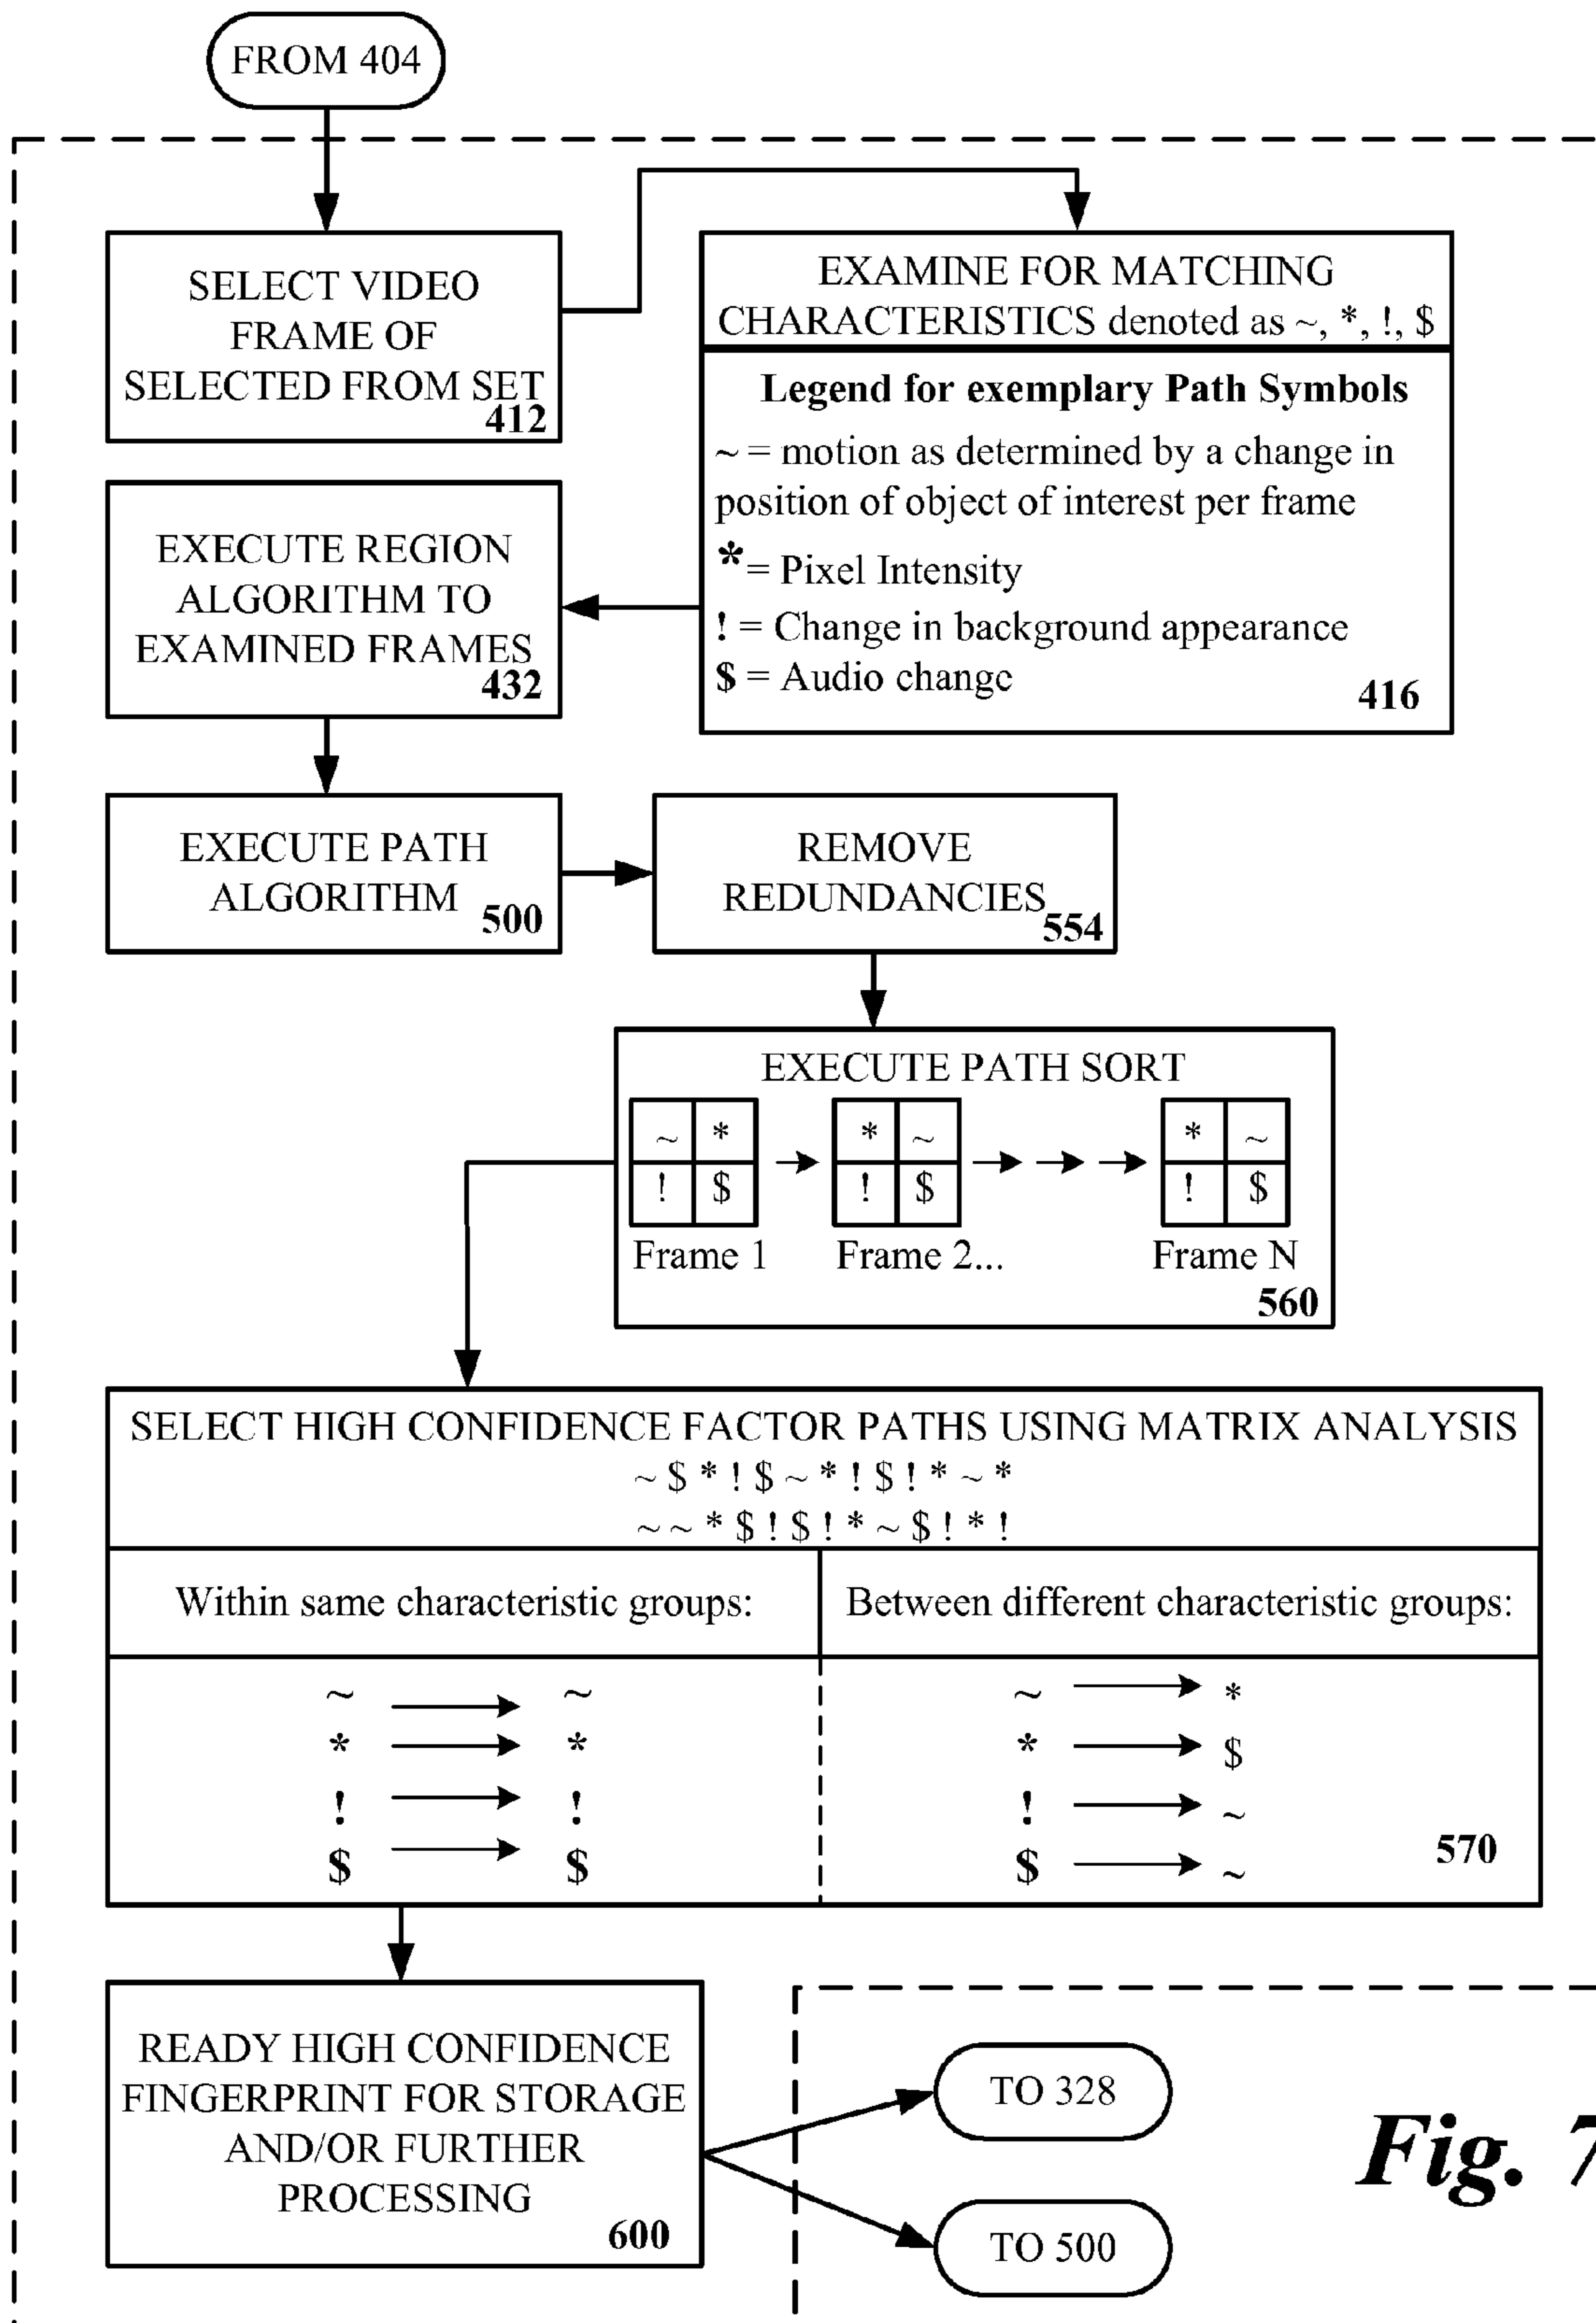 FROM 404
SELECT VIDEO
FRAME OF
SELECTED FROM SET
412
EXAMINE FOR MATCHING
CHARACTERISTICS denoted as ~, *, !, $
Legend for exemplary Path Symbols
~ = motion as determined by a change in
position of object of interest per frame
* = Pixel Intensity
! = Change in background appearance
$ = Audio change
416
EXECUTE REGION
ALGORITHM TO
EXAMINED FRAMES
432
EXECUTE PATH
ALGORITHM
500
REMOVE
REDUNDANCIES
554
EXECUTE PATH SORT
~ * * ~ * ~
! $ ! $ ! $
Frame 1 Frame 2... Frame N
560
SELECT HIGH CONFIDENCE FACTOR PATHS USING MATRIX ANALYSIS
~ $ * ! $ ~ * ! $ ! * ~ *
~ ~ * $ ! $ ! * ~ $ ! * !
Within same characteristic groups:
~ ~
* *
! !
$ $
Between different characteristic groups:
~ *
* $
! ~
$ ~
570
READY HIGH CONFIDENCE
FINGERPRINT FOR STORAGE
AND/OR FURTHER
PROCESSING
600
TO 328
TO 500
Fig. 7